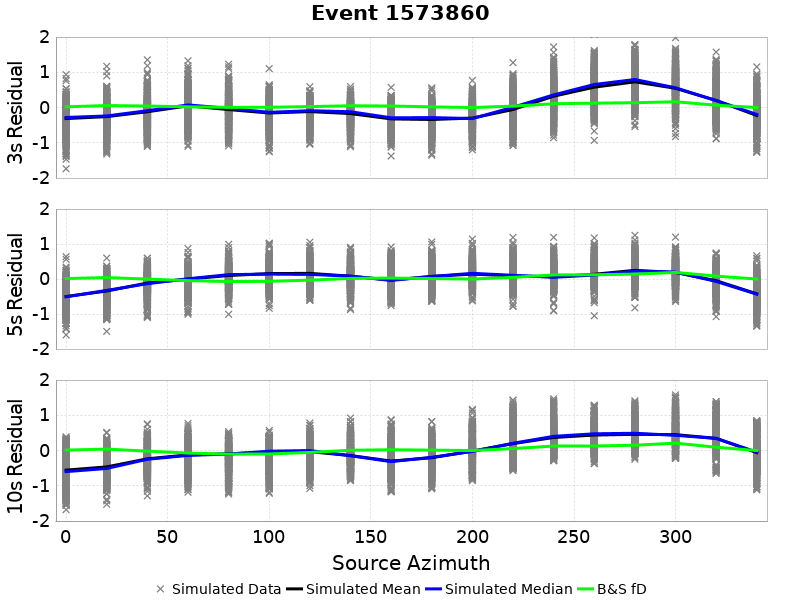 Event 1573860
2
1
0
-1
-2
3s Residual
2
1
0
-1
-2
5s Residual
2
1
0
-1
-2
10s Residual
0 50 100 150 200 250 300
Source Azimuth
Simulated Data Simulated Mean Simulated Median B&S fD